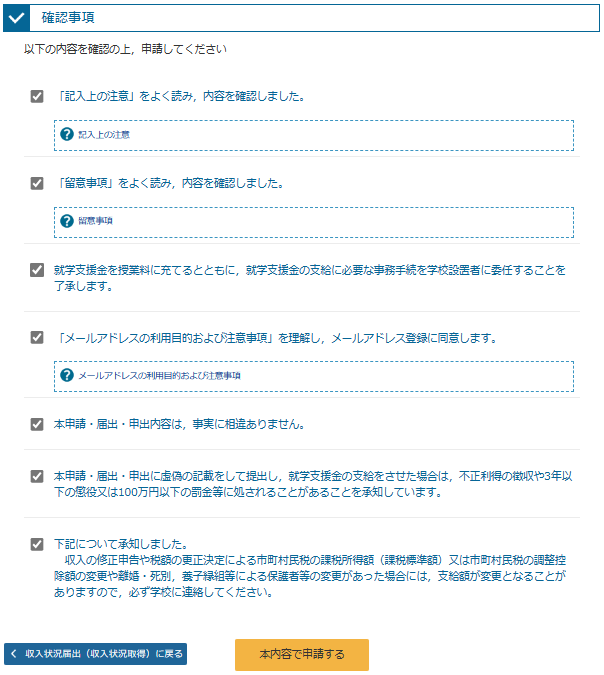 確認事項
以下の内容を確認の上，申請してください
「記入上の注意」をよく読み，内容を確認しました。
記入上の注意
「留意事項」をよく読み，内容を確認しました。
留意事項
就学支援金を授業料に充てるとともに，就学支援金の支給に必要な事務手続を学校設置者に委任することを
了承します。
「メールアドレスの利用目的および注意事項」を理解し，メールアドレス登録に同意します。
メールアドレスの利用目的および注意事項
本申請・届出・申出内容は，事実に相違ありません。
本申請・届出・申出に虚偽の記載をして提出し，就学支援金の支給をさせた場合は，不正利得の徴収や3年以
下の懲役又は100万円以下の罰金等に処されることがあることを承知しています。
下記について承知しました。
収入の修正申告や税額の更正決定による市町村民税の課税所得額（課税標準額）又は市町村民税の調整控
除額の変更や離婚・死別，養子縁組等による保護者等の変更があった場合には，支給額が変更となることが
ありますので，必ず学校に連絡してください。
収入状況届出（収入状況取得）に戻る
本内容で申請する